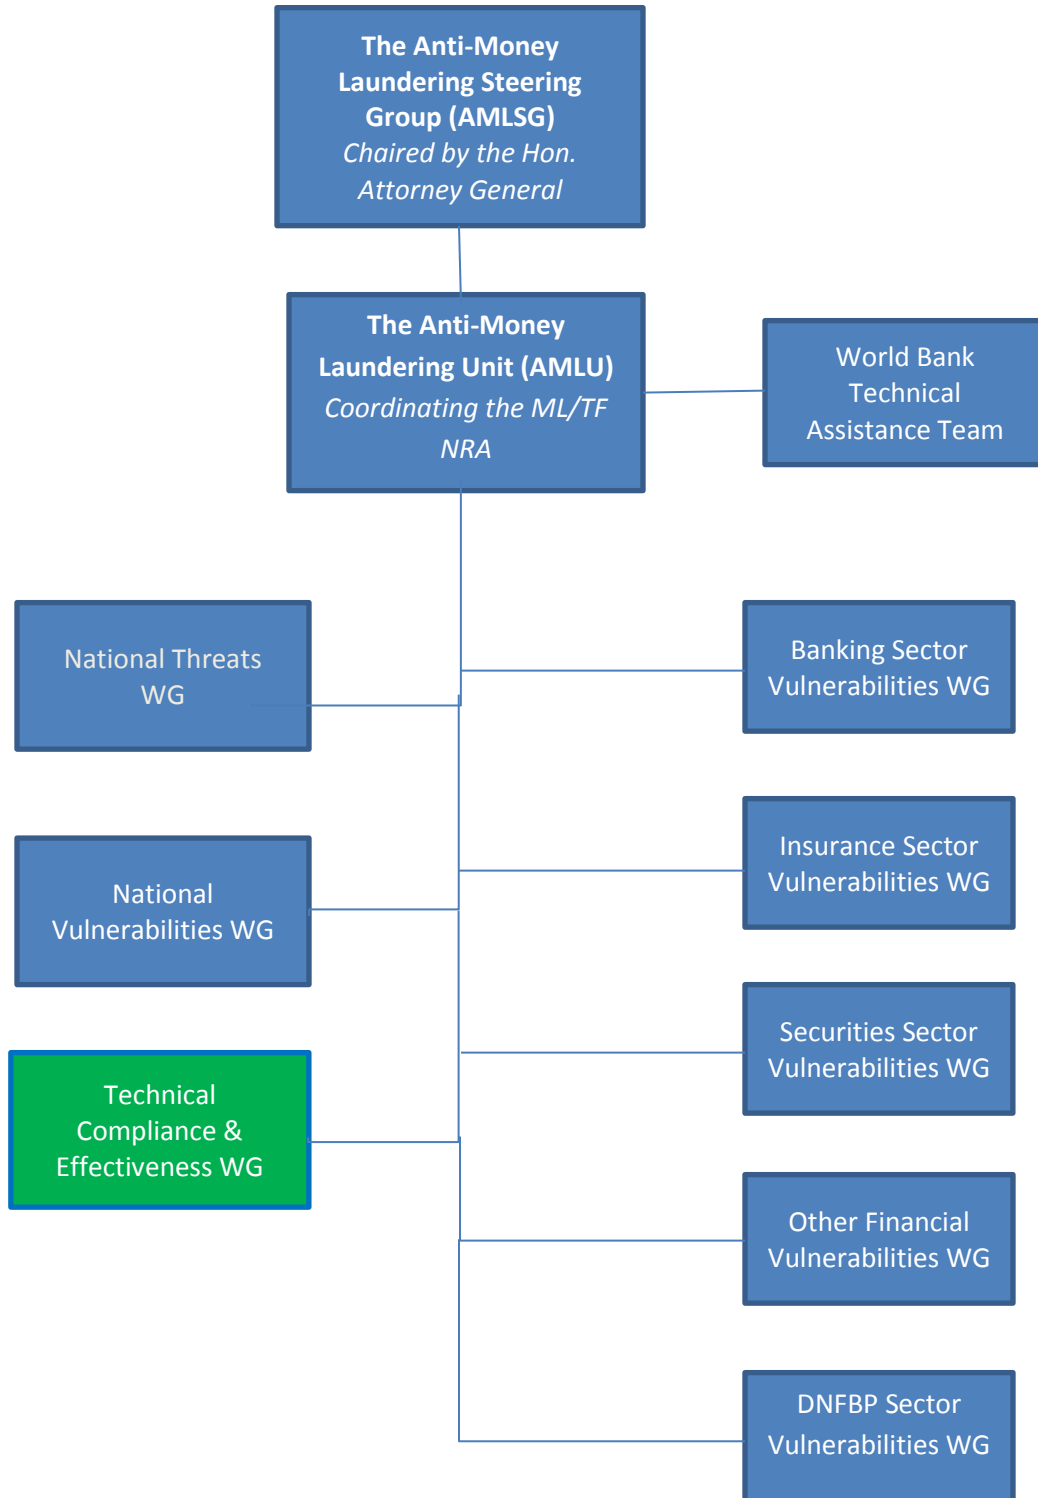 The Anti-Money
Laundering Steering
Group (AMLSG)
Chaired by the Hon.
Attorney General
The Anti-Money
Laundering Unit (AMLU)
Coordinating the ML/TF
NRA
World Bank
Technical
Assistance Team
National Threats
WG
Banking Sector
Vulnerabilities WG
National
Vulnerabilities WG
Insurance Sector
Vulnerabilities WG
Securities Sector
Vulnerabilities WG
Technical
Compliance &
Effectiveness WG
Other Financial
Vulnerabilities WG
DNFBP Sector
Vulnerabilities WG